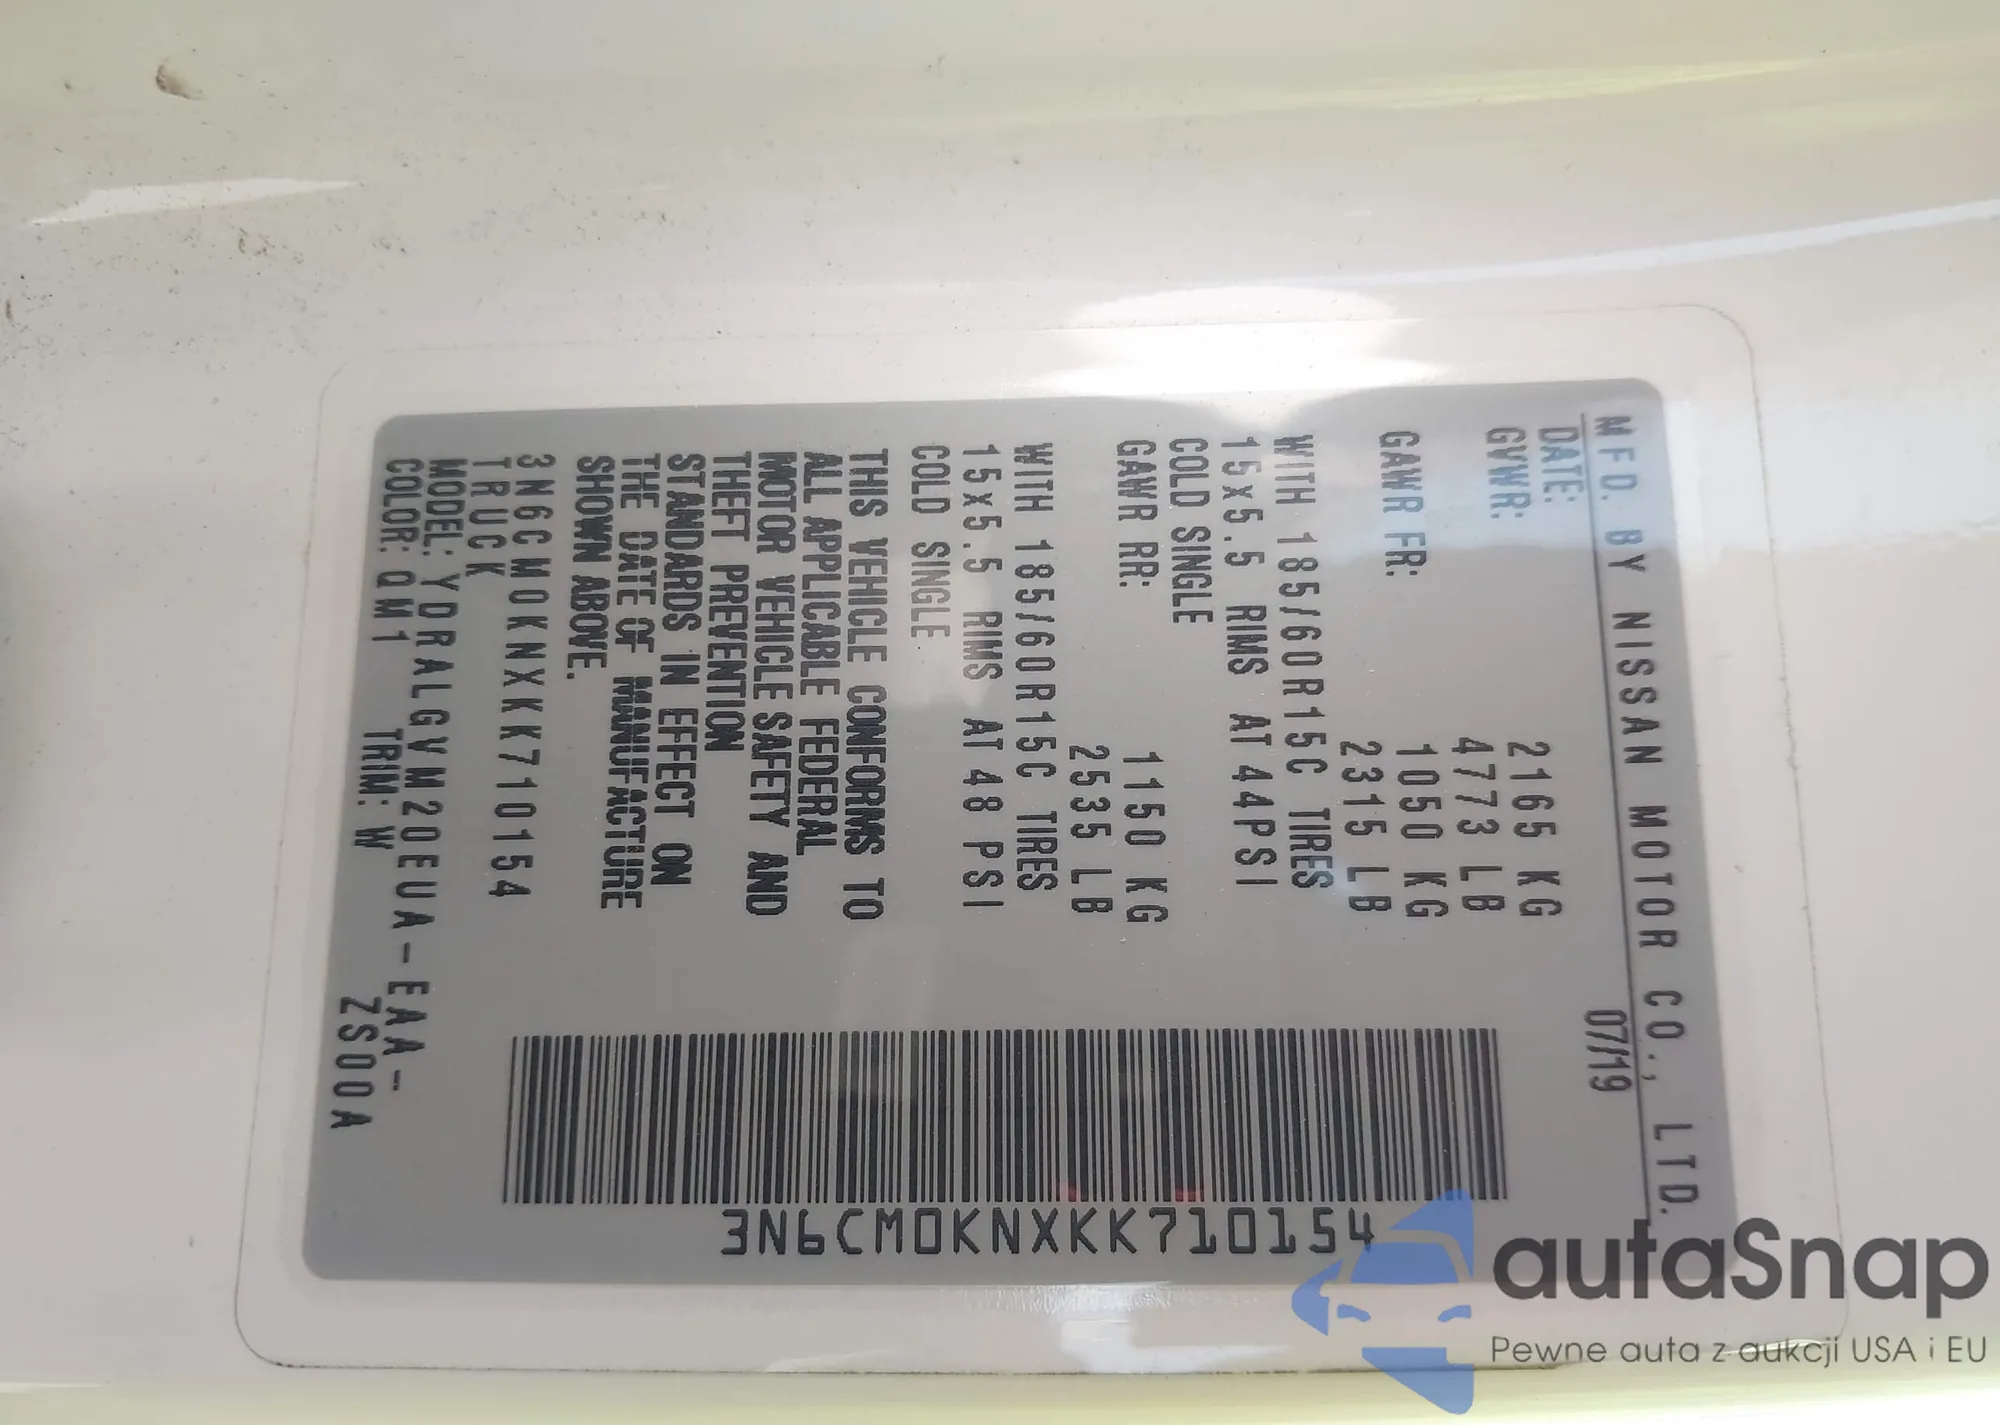 MFD. BY NISSAN MOTOR CO., LTD.
DATE: 07/19
GVWR: 2165 KG
4773 LB
GAWR FR: 1050 KG
2315 LB
WITH 185/60R15C TIRES
15x5.5 RIMS AT 44PSI
COLD SINGLE
GAWR RR: 1150 KG
2535 LB
WITH 185/60R15C TIRES
15x5.5 RIMS AT 48 PSI
COLD SINGLE
THIS VEHICLE CONFORMS TO
ALL APPLICABLE FEDERAL
MOTOR VEHICLE SAFETY AND
THEFT PREVENTION
STANDARDS IN EFFECT ON
THE DATE OF MANUFACTURE
SHOWN ABOVE.
3N6CM0KNXKK710154
TRUCK
MODEL: YDRALGVM20EUA-EAA-
COLOR: QM1 TRIM: W ZS00A
3N6CM0KNXKK710154
autaSnap
Pewne auta z aukcji USA i EU